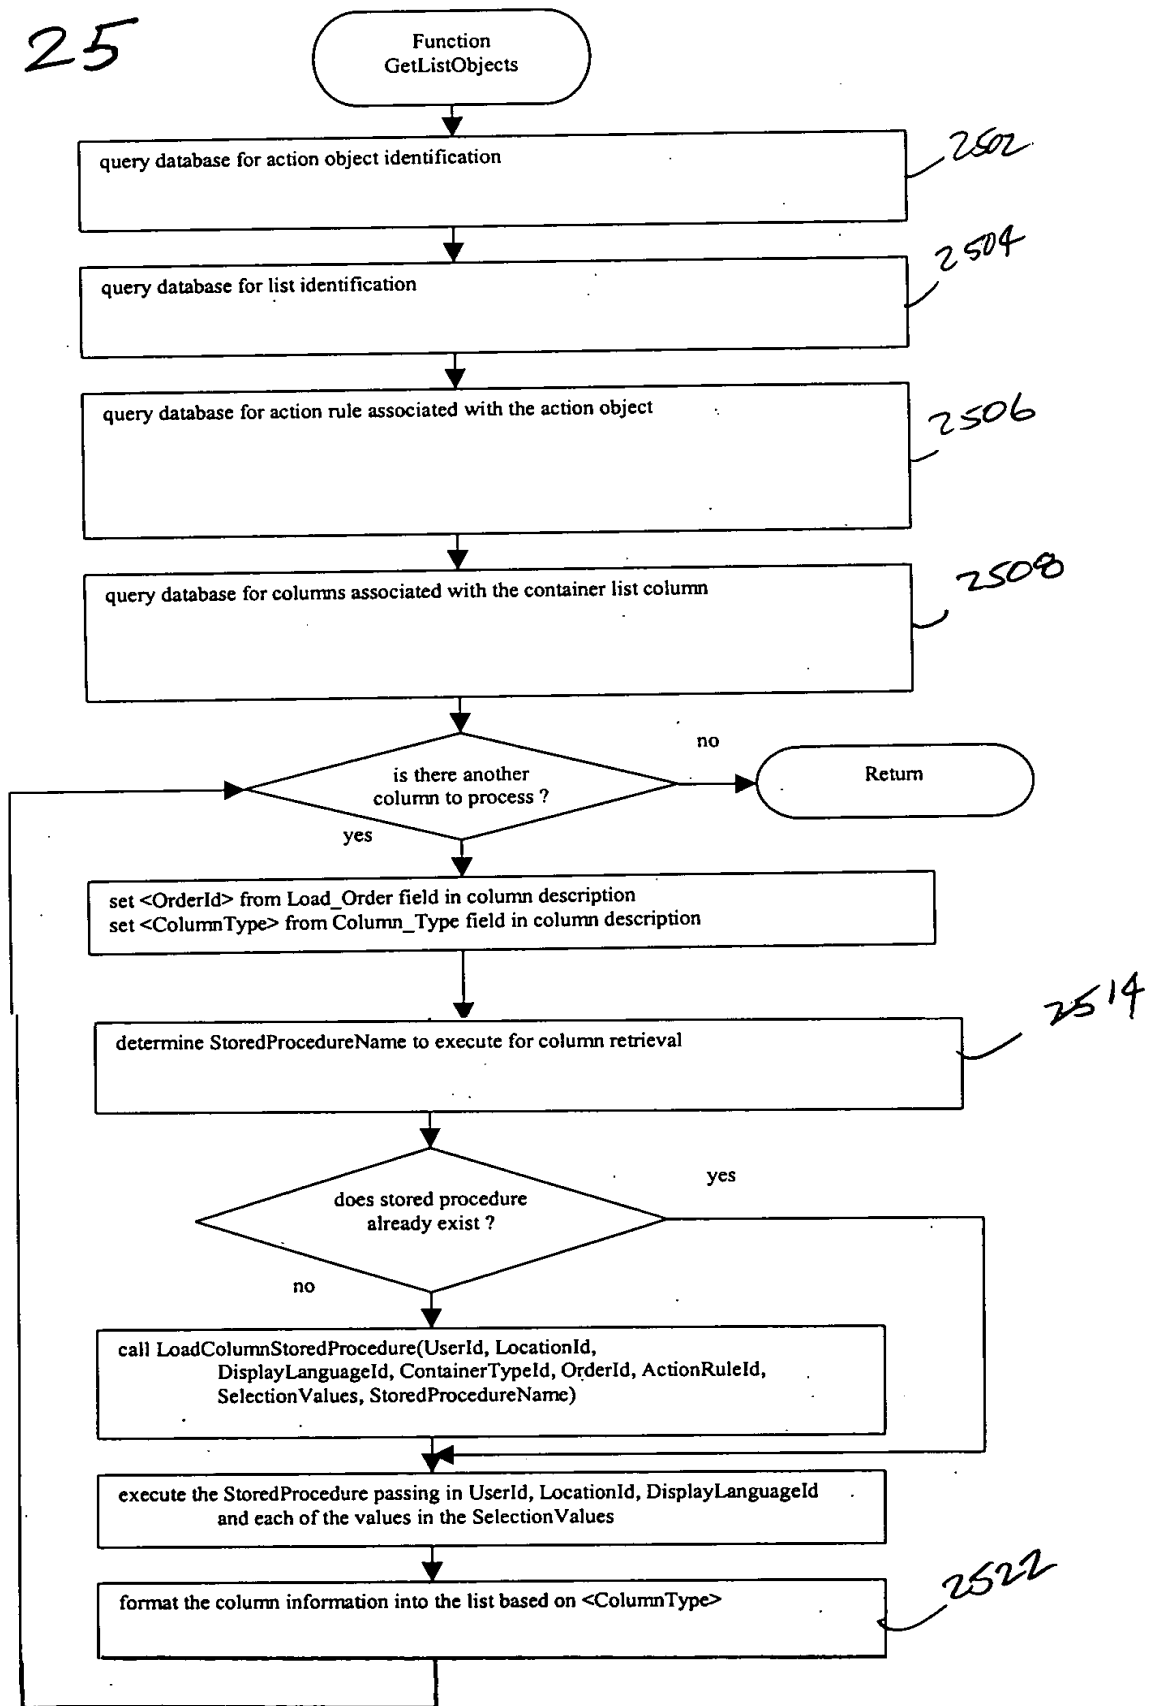 25
Function
GetListObjects
query database for action object identification
2502
query database for list identification
2504
query database for action rule associated with the action object
2506
query database for columns associated with the container list column
2508
is there another
column to process ?
no
Return
yes
set <OrderId> from Load_Order field in column description
set <ColumnType> from Column_Type field in column description
determine StoredProcedureName to execute for column retrieval
2514
does stored procedure
already exist ?
yes
no
call LoadColumnStoredProcedure(UserId, LocationId,
DisplayLanguageId, ContainerTypeId, OrderId, ActionRuleId,
SelectionValues, StoredProcedureName)
execute the StoredProcedure passing in UserId, LocationId, DisplayLanguageId
and each of the values in the SelectionValues
format the column information into the list based on <ColumnType>
2522